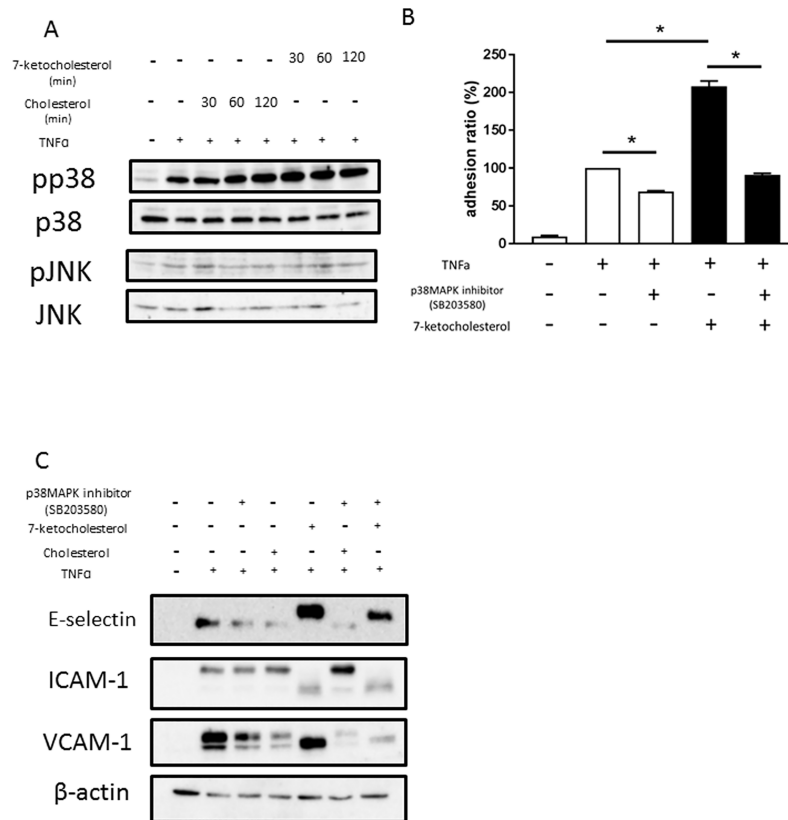 A
7-ketocholesterol
(min)
- - - - - 30 60 120
Cholesterol
(min)
- - 30 60 120 - - -
TNFα
- + + + + + + +
pp38
p38
pJNK
JNK
B
adhesion ratio (%)
250
200
150
100
50
0
*
*
*
TNFa - + + + +
p38MAPK inhibitor
(SB203580)
- - + - +
7-ketocholesterol - - - + +
C
p38MAPK inhibitor
(SB203580)
- - + - - + +
7-ketocholesterol - - - - + - +
Cholesterol - - - + - + -
TNFα - + + + + + +
E-selectin
ICAM-1
VCAM-1
β-actin